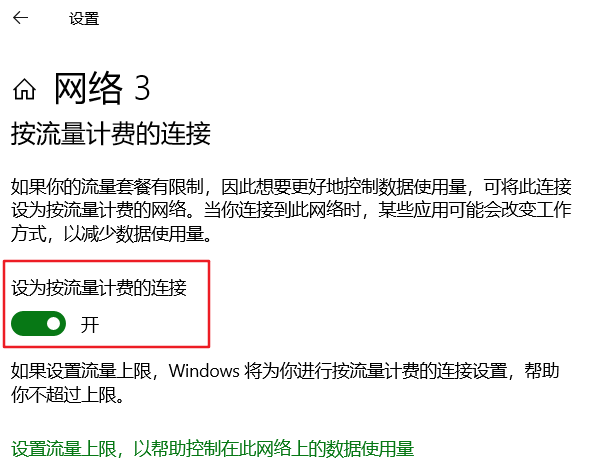 设置
网络 3
按流量计费的连接
如果你的流量套餐有限制，因此想要更好地控制数据使用量，可将此连接
设为按流量计费的网络。当你连接到此网络时，某些应用可能会改变工作
方式，以减少数据使用量。
设为按流量计费的连接
开
如果设置流量上限，Windows 将为你进行按流量计费的连接设置，帮助
你不超过上限。
设置流量上限，以帮助控制在此网络上的数据使用量